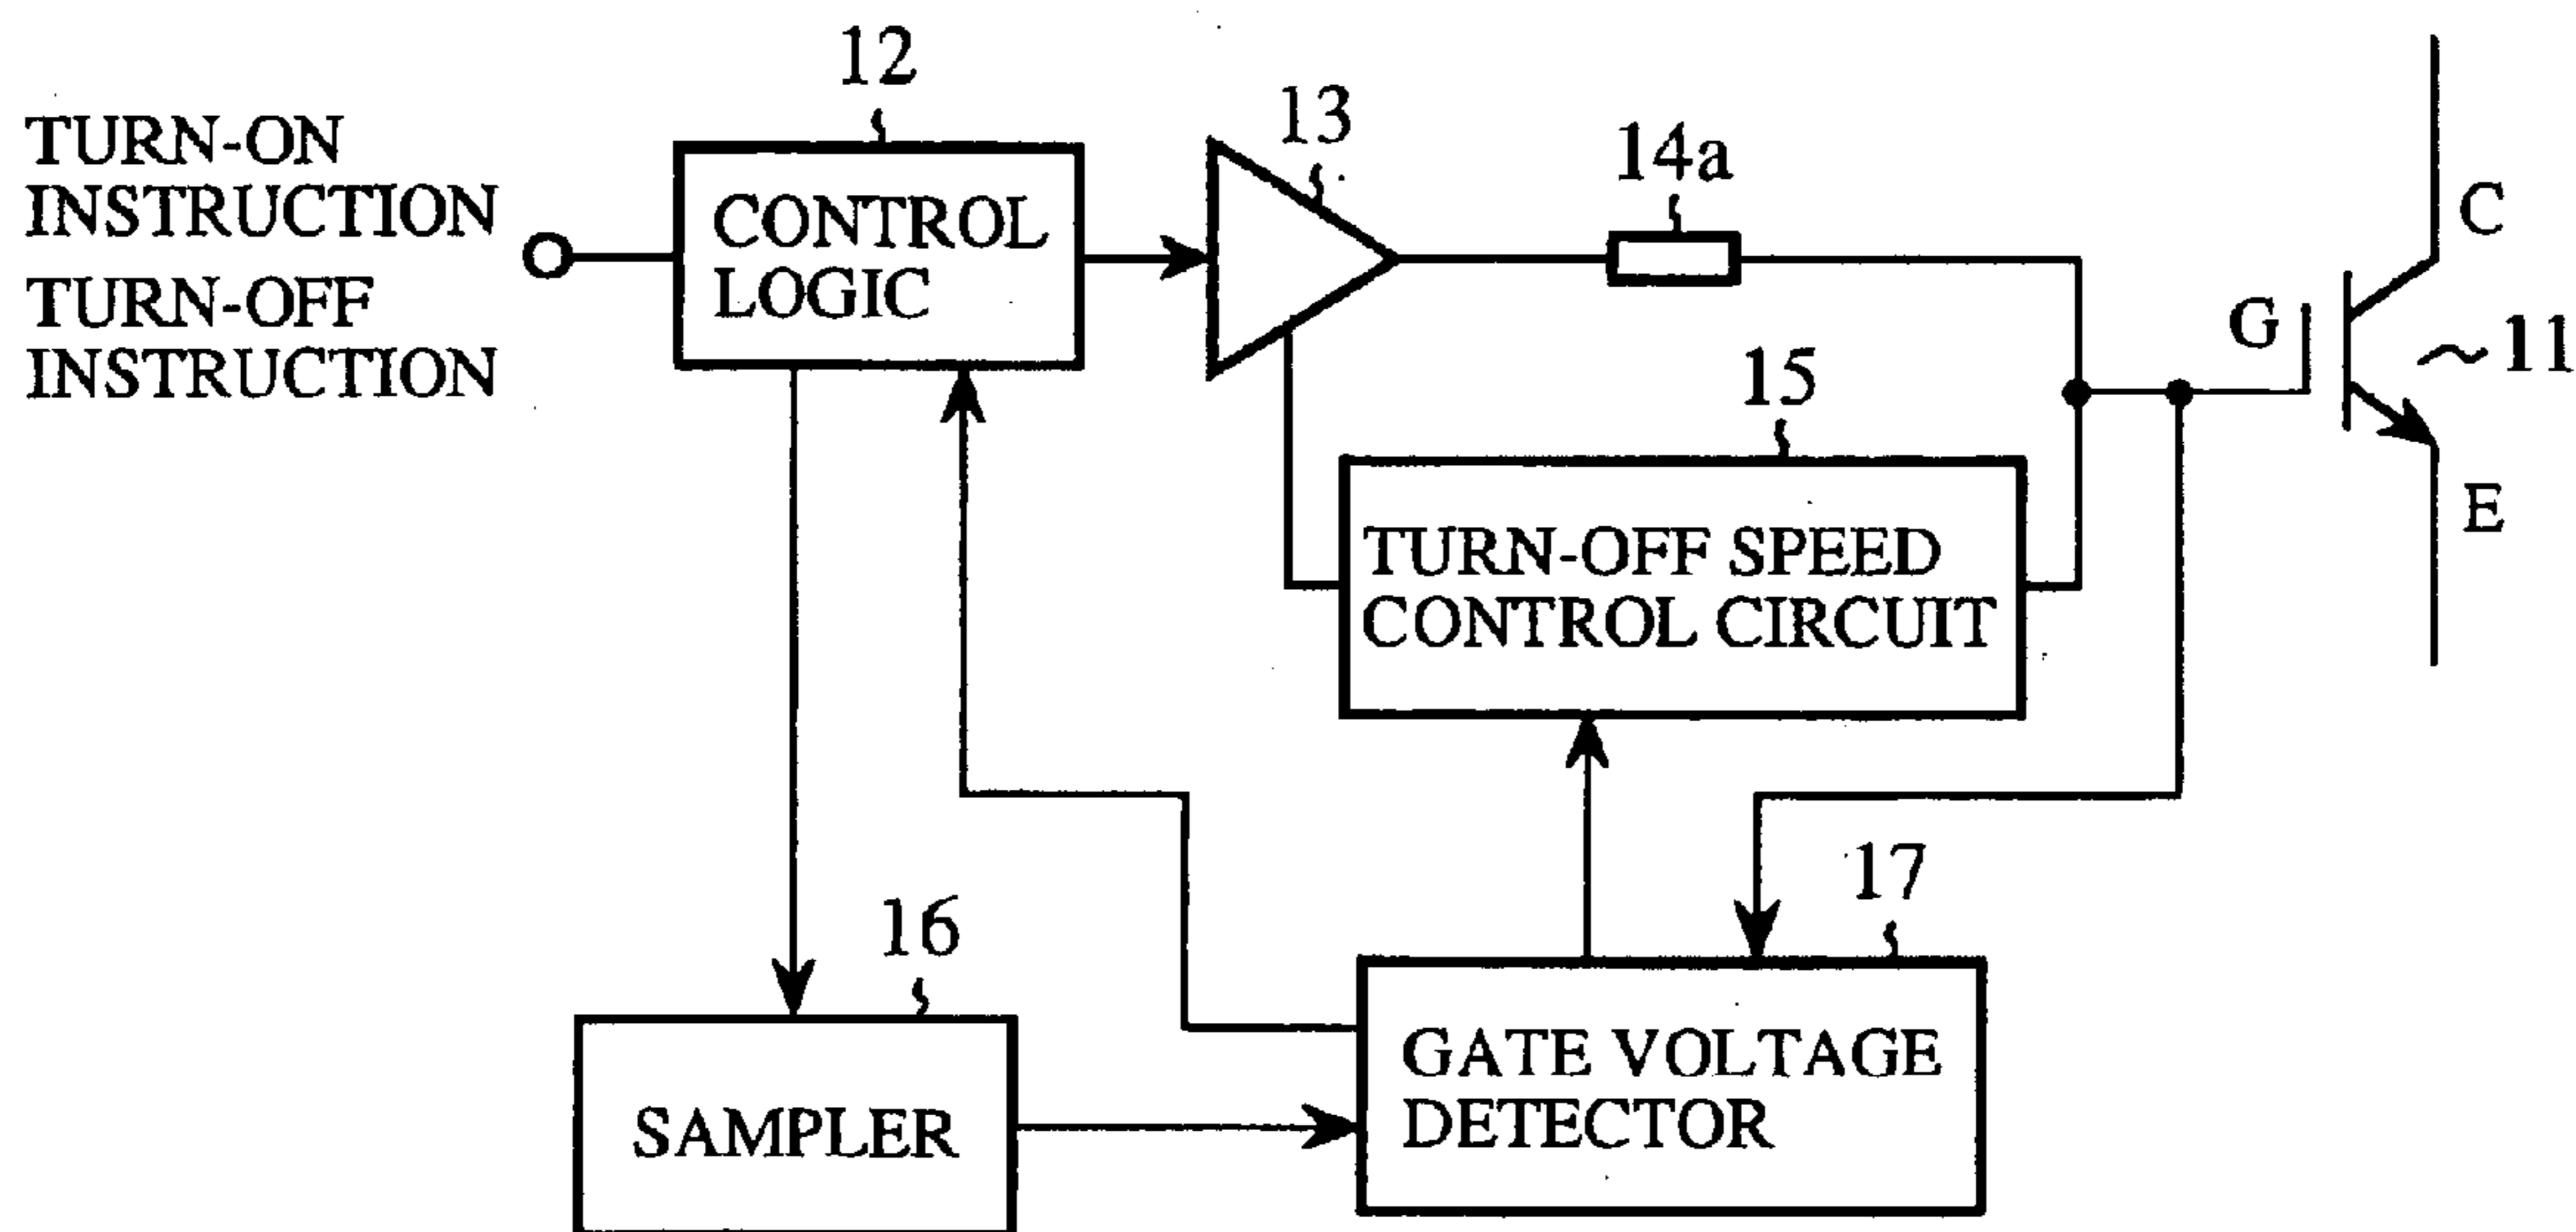 12
TURN-ON
INSTRUCTION
TURN-OFF
INSTRUCTION
CONTROL
LOGIC
13
14a
C
G
11
E
15
TURN-OFF SPEED
CONTROL CIRCUIT
16
SAMPLER
17
GATE VOLTAGE
DETECTOR